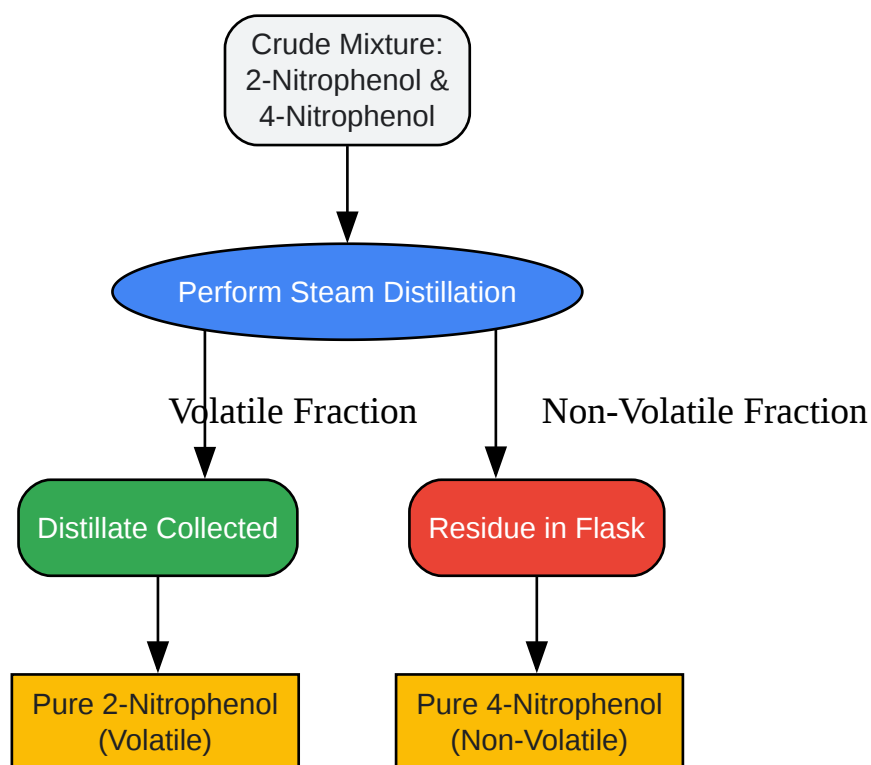 Crude Mixture:
2-Nitrophenol &
4-Nitrophenol
Perform Steam Distillation
Volatile Fraction
Non-Volatile Fraction
Distillate Collected
Residue in Flask
Pure 2-Nitrophenol
(Volatile)
Pure 4-Nitrophenol
(Non-Volatile)